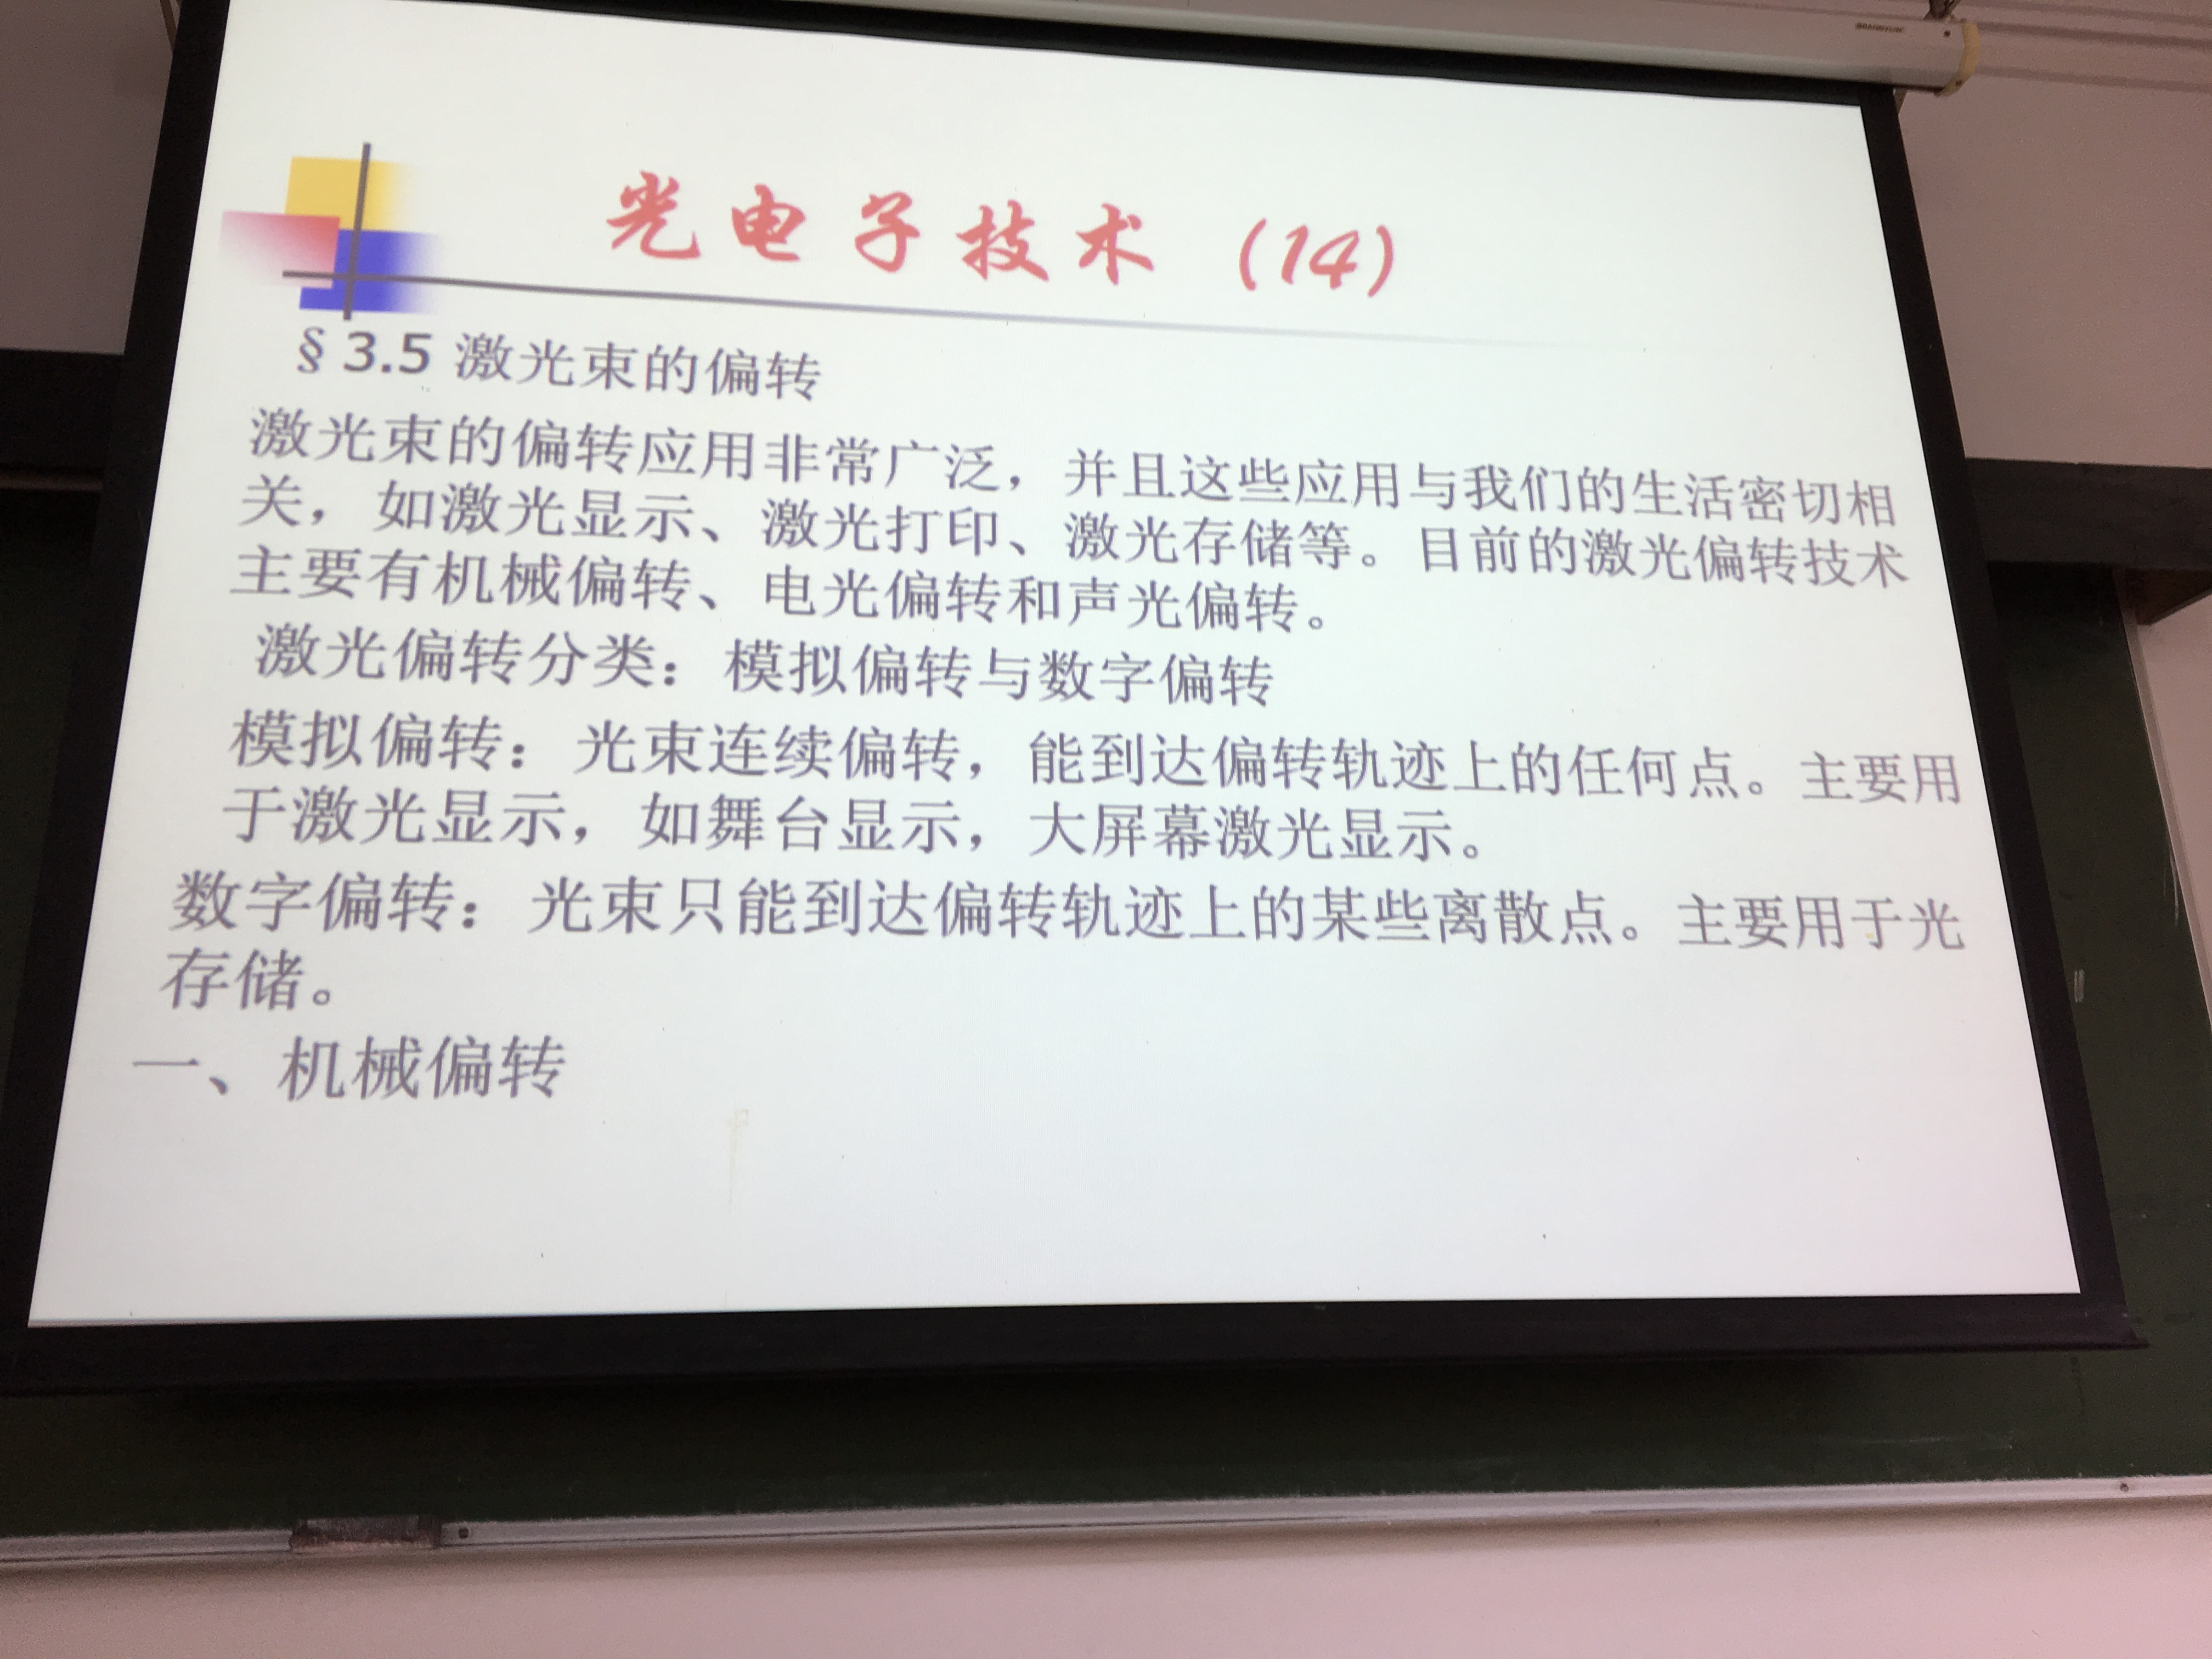 光电子技术（14）
§3.5 激光束的偏转
激光束的偏转应用非常广泛，并且这些应用与我们的生活密切相
关，如激光显示、激光打印、激光存储等。目前的激光偏转技术
主要有机械偏转、电光偏转和声光偏转。
激光偏转分类：模拟偏转与数字偏转
模拟偏转：光束连续偏转，能到达偏转轨迹上的任何点。主要用
于激光显示，如舞台显示，大屏幕激光显示。
数字偏转：光束只能到达偏转轨迹上的某些离散点。主要用于光
存储。
一、机械偏转